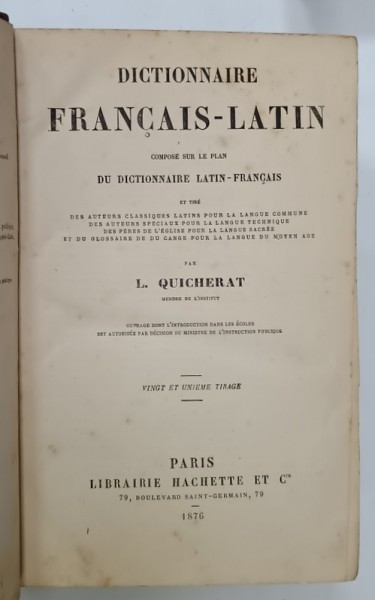 DICTIONNAIRE
FRANÇAIS-LATIN
COMPOSÉ SUR LE PLAN
DU DICTIONNAIRE LATIN-FRANÇAIS
ET TIRÉ
DES AUTEURS CLASSIQUES LATINS POUR LA LANGUE COMMUNE
DES AUTEURS SPÉCIAUX POUR LA LANGUE TECHNIQUE
DES PÈRES DE L'ÉGLISE POUR LA LANGUE SACRÉE
ET DU GLOSSAIRE DE DU CANGE POUR LA LANGUE DU MOYEN AGE
PAR
L. QUICHERAT
MEMBRE DE L'INSTITUT
OUVRAGE DONT L'INTRODUCTION DANS LES ÉCOLES
EST AUTORISÉE PAR DÉCISION DU MINISTRE DE L'INSTRUCTION PUBLIQUE
VINGT ET UNIÈME TIRAGE
PARIS
LIBRAIRIE HACHETTE ET Cie
79, BOULEVARD SAINT-GERMAIN, 79
1876